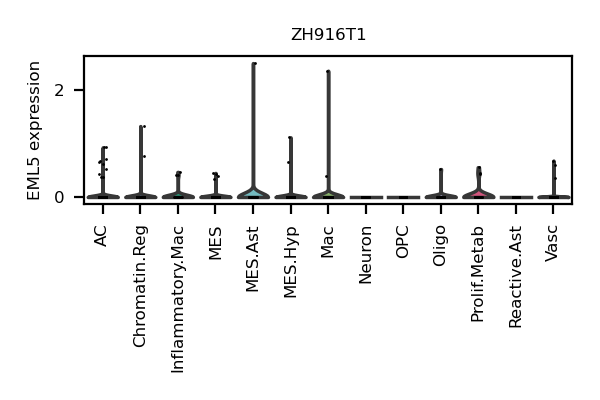 ZH916T1
EML5 expression
2
0
AC
Chromatin.Reg
Inflammatory.Mac
MES
MES.Ast
MES.Hyp
Mac
Neuron
OPC
Oligo
Prolif.Metab
Reactive.Ast
Vasc